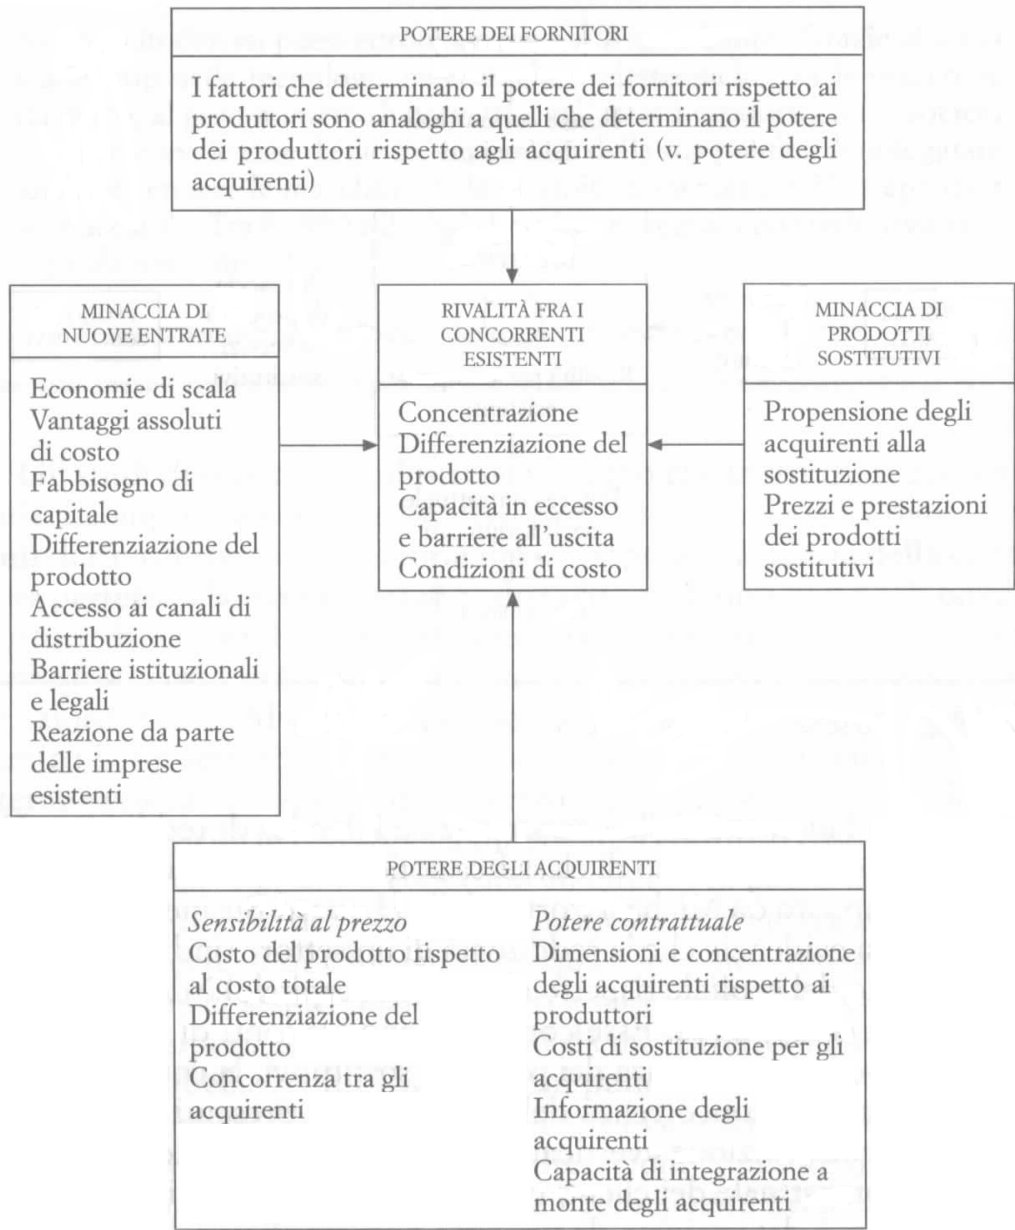 POTERE DEI FORNITORI
I fattori che determinano il potere dei fornitori rispetto ai
produttori sono analoghi a quelli che determinano il potere
dei produttori rispetto agli acquirenti (v. potere degli
acquirenti)
MINACCIA DI
NUOVE ENTRATE
Economie di scala
Vantaggi assoluti
di costo
Fabbisogno di
capitale
Differenziazione del
prodotto
Accesso ai canali di
distribuzione
Barriere istituzionali
e legali
Reazione da parte
delle imprese
esistenti
RIVALITÀ FRA I
CONCORRENTI
ESISTENTI
Concentrazione
Differenziazione del
prodotto
Capacità in eccesso
e barriere all'uscita
Condizioni di costo
MINACCIA DI
PRODOTTI
SOSTITUTIVI
Propensione degli
acquirenti alla
sostituzione
Prezzi e prestazioni
dei prodotti
sostitutivi
POTERE DEGLI ACQUIRENTI
Sensibilità al prezzo
Costo del prodotto rispetto
al costo totale
Differenziazione del
prodotto
Concorrenza tra gli
acquirenti
Potere contrattuale
Dimensioni e concentrazione
degli acquirenti rispetto ai
produttori
Costi di sostituzione per gli
acquirenti
Informazione degli
acquirenti
Capacità di integrazione a
monte degli acquirenti